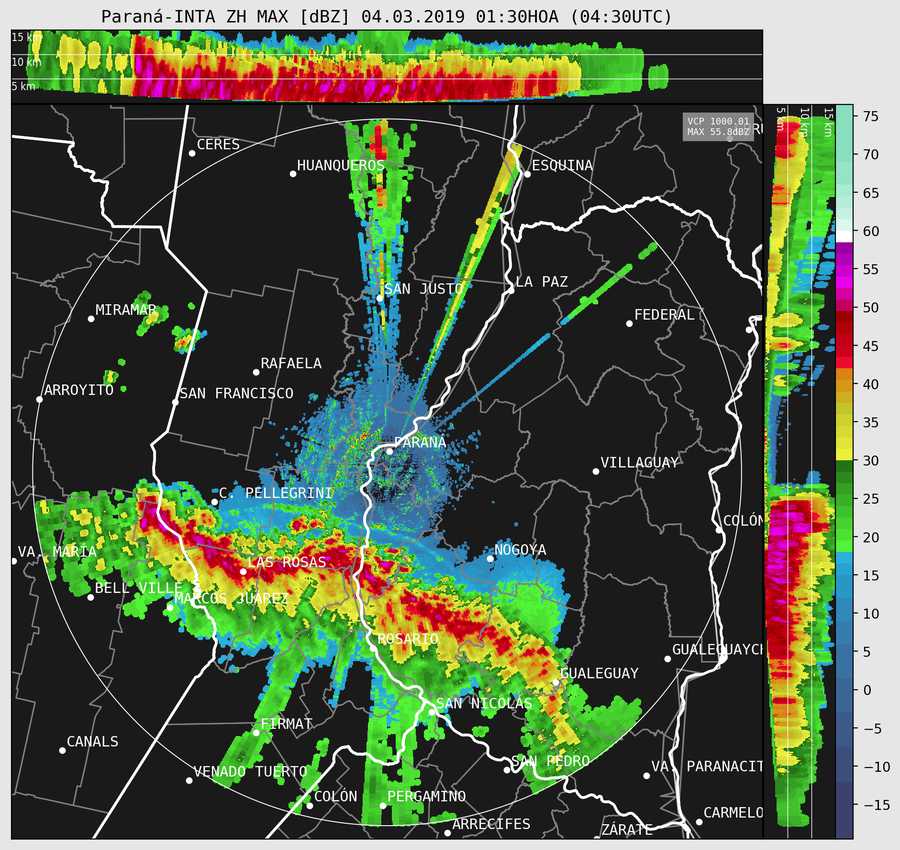 Paraná-INTA ZH MAX [dBZ] 04.03.2019 01:30HOA (04:30UTC)
15 km
10 km
5 km
5 km
10 km
15 km
VCP 1000.01
MAX 55.8dBZ
CERES
HUANQUEROS
ESQUINA
SAN JUSTO
LA PAZ
MIRAMAR
FEDERAL
RAFAELA
ARROYITO
SAN FRANCISCO
PARANÁ
VILLAGUAY
C. PELLEGRINI
COLÓN
VA. MARIA
NOGOYA
LAS ROSAS
BELL VILLE
MARCOS JUÁREZ
ROSARIO
GUALEGUAYCH
GUALEGUAY
SAN NICOLAS
FIRMAT
CANALS
SAN PEDRO
VA. PARANACIT
VENADO TUERTO
COLÓN
PERGAMINO
CARMELO
ARRECIFES
ZÁRATE
75
70
65
60
55
50
45
40
35
30
25
20
15
10
5
0
−5
−10
−15